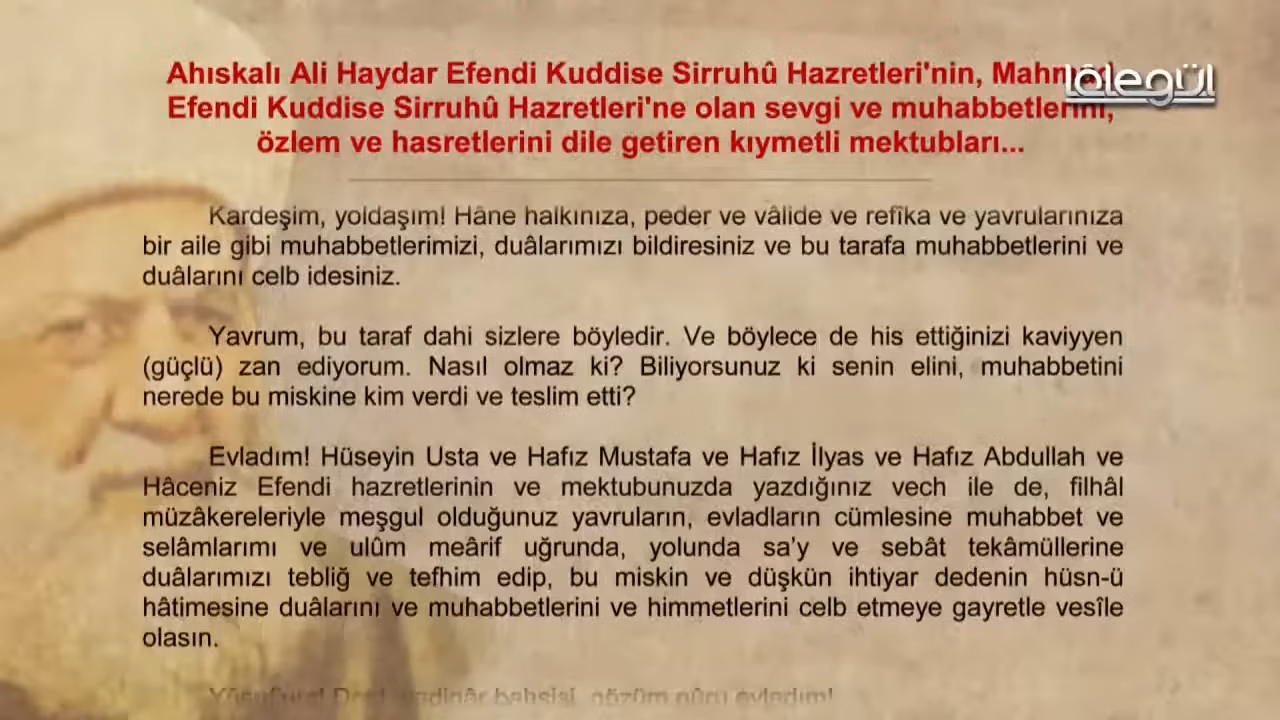 Ahıskalı Ali Haydar Efendi Kuddise Sirruhû Hazretleri'nin, Mahmud
lâlegül
Efendi Kuddise Sirruhû Hazretleri'ne olan sevgi ve muhabbetlerini,
özlem ve hasretlerini dile getiren kıymetli mektubları...
Kardeşim, yoldaşım! Hâne halkınıza, peder ve vâlide ve refîka ve yavrularınıza
bir aile gibi muhabbetlerimizi, duâlarımızı bildiresiniz ve bu tarafa muhabbetlerini ve
duâlarını celb idesiniz.
Yavrum, bu taraf dahi sizlere böyledir. Ve böylece de his ettiğinizi kaviyyen
(güçlü) zan ediyorum. Nasıl olmaz ki? Biliyorsunuz ki senin elini, muhabbetini
nerede bu miskine kim verdi ve teslim etti?
Evladım! Hüseyin Usta ve Hafız Mustafa ve Hafız İlyas ve Hafız Abdullah ve
Hâceniz Efendi hazretlerinin ve mektubunuzda yazdığınız vech ile de, filhâl
müzâkereleriyle meşgul olduğunuz yavruların, evladların cümlesine muhabbet ve
selâmlarımı ve ulûm meârif uğrunda, yolunda sa’y ve sebât tekâmüllerine
duâlarımızı tebliğ ve tefhim edip, bu miskin ve düşkün ihtiyar dedenin hüsn-ü
hâtimesine duâlarını ve muhabbetlerini ve himmetlerini celb etmeye gayretle vesîle
olasın.
gözüm nûru evladım!